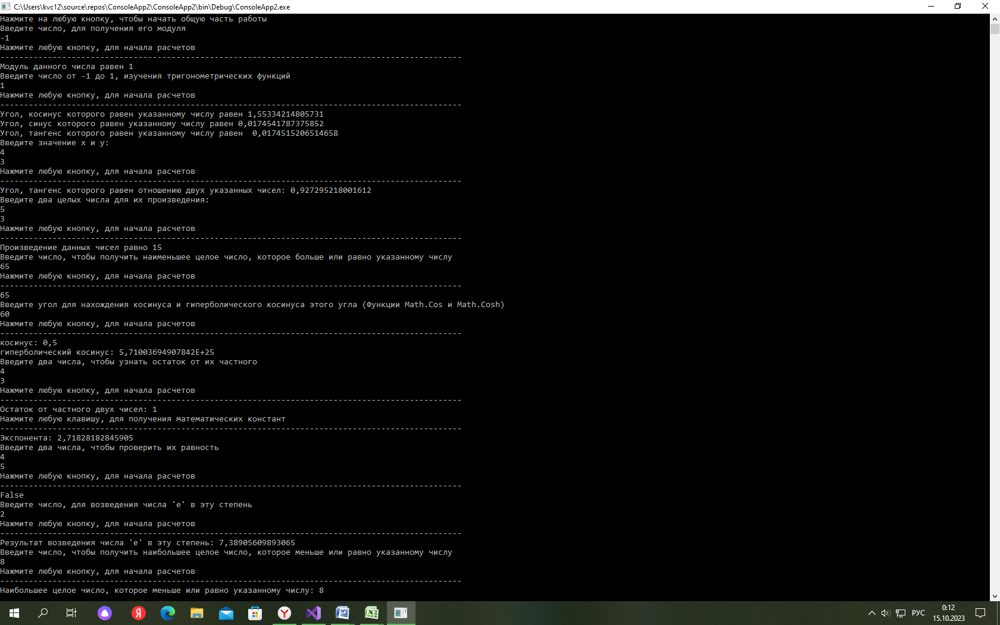 C:\Users\kvc12\source\repos\ConsoleApp2\ConsoleApp2\bin\Debug\ConsoleApp2.exe
Нажмите на любую кнопку, чтобы начать общую часть работы
Введите число, для получения его модуля
-1
Нажмите любую кнопку, для начала расчетов
-------------------------------------------------------------------------------------------------
Модуль данного числа равен 1
Введите число от -1 до 1, изучения тригонометрических функций
1
Нажмите любую кнопку, для начала расчетов
-------------------------------------------------------------------------------------------------
Угол, косинус которого равен указанному числу равен 1,55334214805731
Угол, синус которого равен указанному числу равен 0,0174541787375852
Угол, тангенс которого равен указанному числу равен  0,0174515206514658
Введите значение x и y:
4
3
Нажмите любую кнопку, для начала расчетов
-------------------------------------------------------------------------------------------------
Угол, тангенс которого равен отношению двух указанных чисел: 0,927295218001612
Введите два целых числа для их произведения:
5
3
Нажмите любую кнопку, для начала расчетов
-------------------------------------------------------------------------------------------------
Произведение данных чисел равно 15
Введите число, чтобы получить наименьшее целое число, которое больше или равно указанному числу
65
Нажмите любую кнопку, для начала расчетов
-------------------------------------------------------------------------------------------------
65
Введите угол для нахождения косинуса и гиперболического косинуса этого угла (Функции Math.Cos и Math.Cosh)
60
Нажмите любую кнопку, для начала расчетов
-------------------------------------------------------------------------------------------------
косинус: 0,5
гиперболический косинус: 5,71003694907842E+25
Введите два числа, чтобы узнать остаток от их частного
4
3
Нажмите любую кнопку, для начала расчетов
-------------------------------------------------------------------------------------------------
Остаток от частного двух чисел: 1
Нажмите любую клавишу, для получения математических констант
-------------------------------------------------------------------------------------------------
Экспонента: 2,71828182845905
Введите два числа, чтобы проверить их равность
4
5
Нажмите любую кнопку, для начала расчетов
-------------------------------------------------------------------------------------------------
False
Введите число, для возведения числа 'e' в эту степень
2
Нажмите любую кнопку, для начала расчетов
-------------------------------------------------------------------------------------------------
Результат возведения числа 'e' в эту степень: 7,38905609893065
Введите число, чтобы получить наибольшее целое число, которое меньше или равно указанному числу
8
Нажмите любую кнопку, для начала расчетов
-------------------------------------------------------------------------------------------------
Наибольшее целое число, которое меньше или равно указанному числу: 8
РУС
0:12
15.10.2023